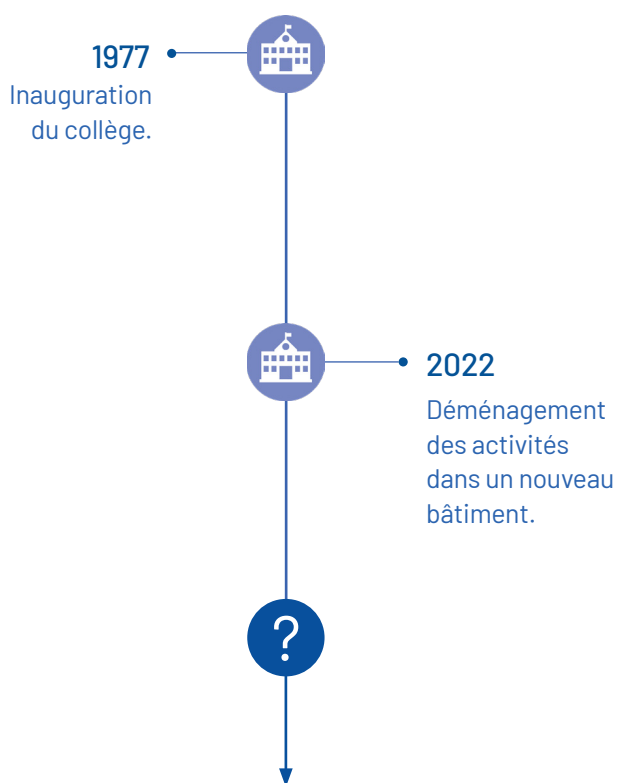 1977
Inauguration
du collège.
2022
Déménagement
des activités
dans un nouveau
bâtiment.
?